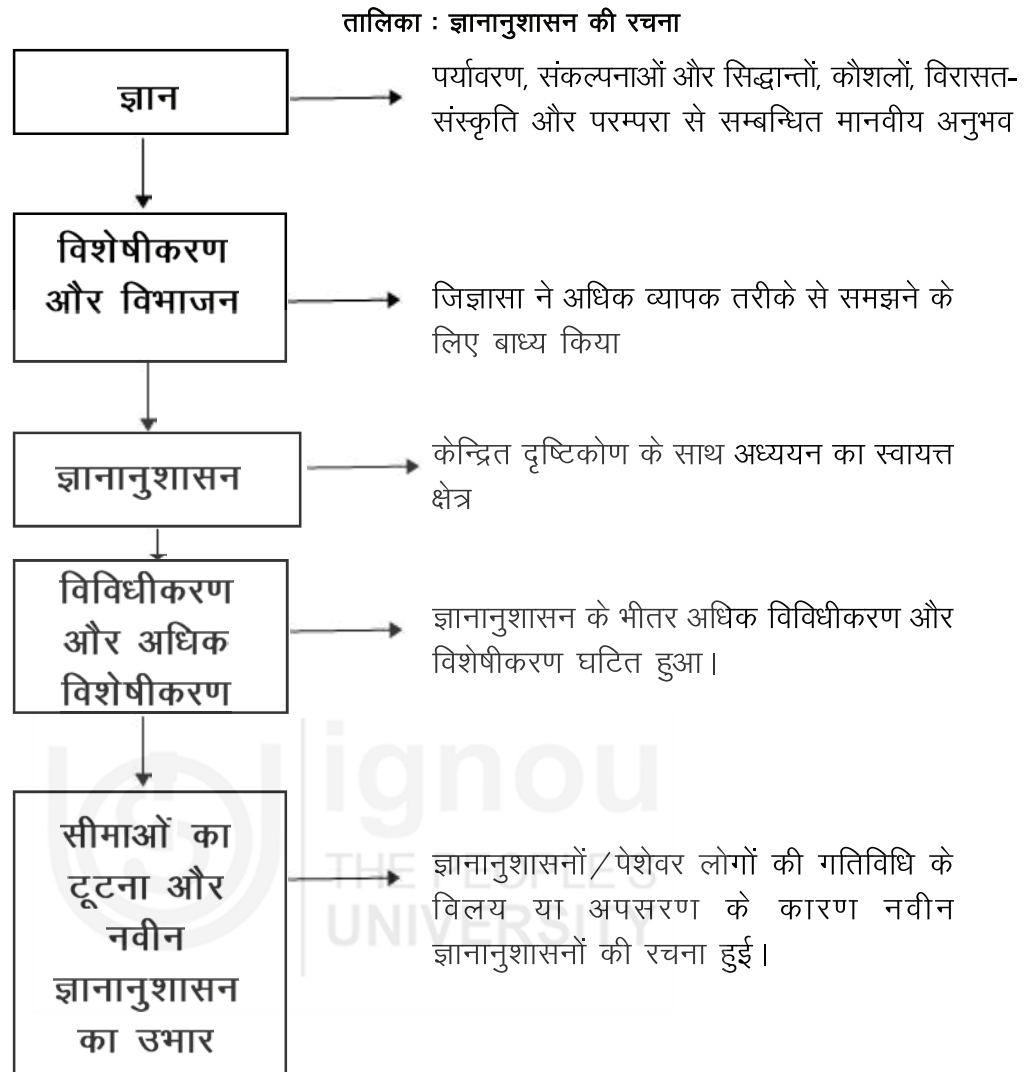 तालिका : ज्ञानानुशासन की रचना
ज्ञान
पर्यावरण, संकल्पनाओं और सिद्धान्तों, कौशलों, विरासत-
संस्कृति और परम्परा से सम्बन्धित मानवीय अनुभव
विशेषीकरण
और विभाजन
जिज्ञासा ने अधिक व्यापक तरीके से समझने के
लिए बाध्य किया
ज्ञानानुशासन
केन्द्रित दृष्टिकोण के साथ अध्ययन का स्वायत्त
क्षेत्र
विविधीकरण
और अधिक
विशेषीकरण
ज्ञानानुशासन के भीतर अधिक विविधीकरण और
विशेषीकरण घटित हुआ।
सीमाओं का
टूटना और
नवीन
ज्ञानानुशासन
का उभार
ज्ञानानुशासनों/पेशेवर लोगों की गतिविधि के
विलय या अपसरण के कारण नवीन
ज्ञानानुशासनों की रचना हुई।
ignou
THE PEOPLE'S
UNIVERSITY